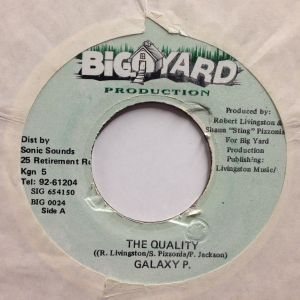 BIG YARD
PRODUCTION
Dist by
Sonic Sounds
25 Retirement
Kgn 5
Tel: 92-61204
SIG 654150
BIG 0024
Side A
Produced by:
Robert Livingston &
Shaun "Sting" Pizzonia
For Big Yard
Production
Publishing:
Livingston Music/
THE QUALITY
((R. Livingston/S. Pizzonia/P. Jackson)
GALAXY P.